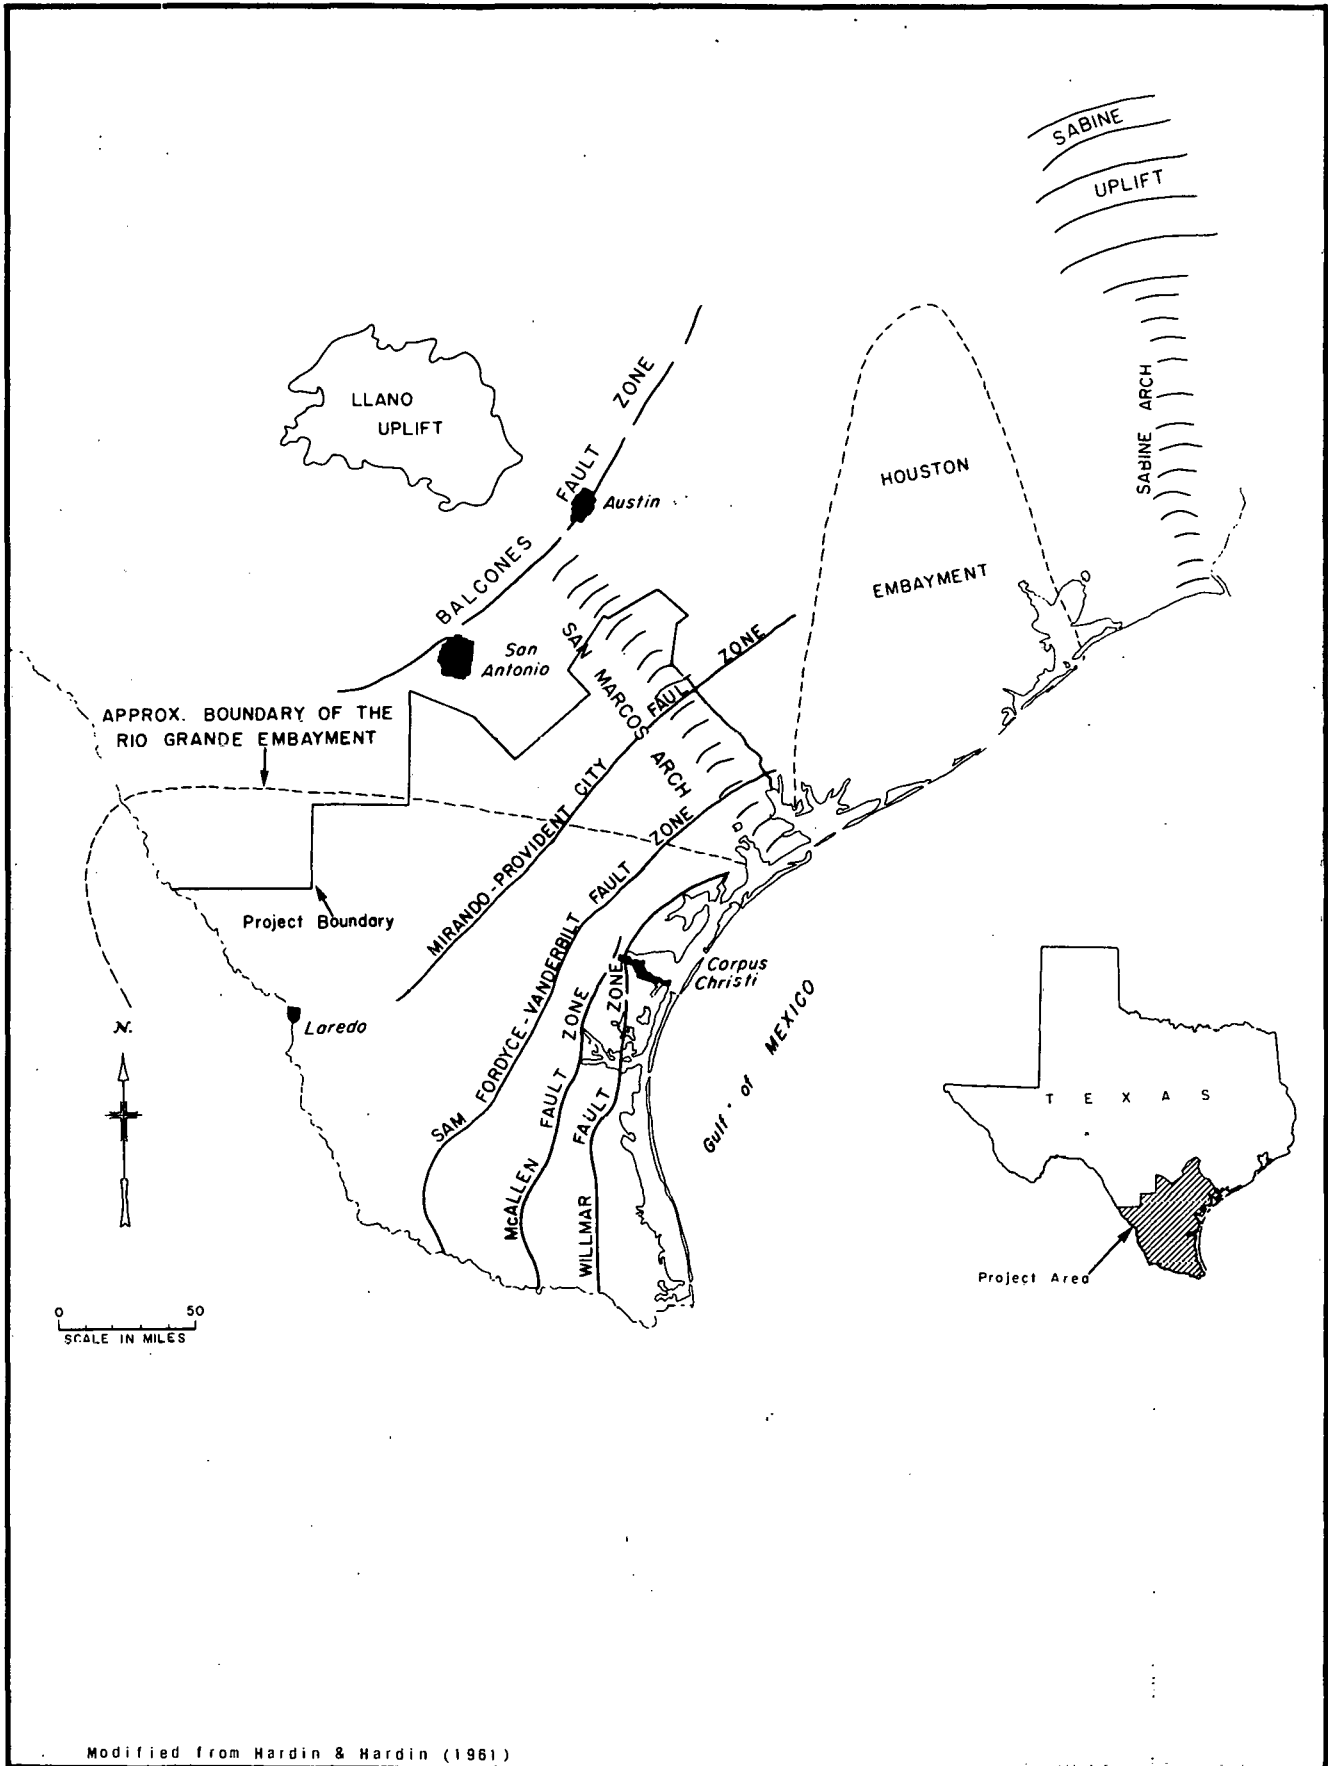 SABINE
UPLIFT
SABINE ARCH
LLANO
UPLIFT
BALCONES FAULT ZONE
Austin
HOUSTON
EMBAYMENT
San
Antonio
SAN MARCOS ARCH
APPROX. BOUNDARY OF THE
RIO GRANDE EMBAYMENT
MIRANDO-PROVIDENT CITY FAUL ZONE
Project Boundary
SAM FORDYCE-VANDERBILT FAULT ZONE
Corpus
Christi
Laredo
N.
McALLEN FAULT ZONE
WILLMAR FAULT ZONE
Gulf of MEXICO
TEXAS
Project Area
0 50
SCALE IN MILES
Modified from Hardin & Hardin (1961)